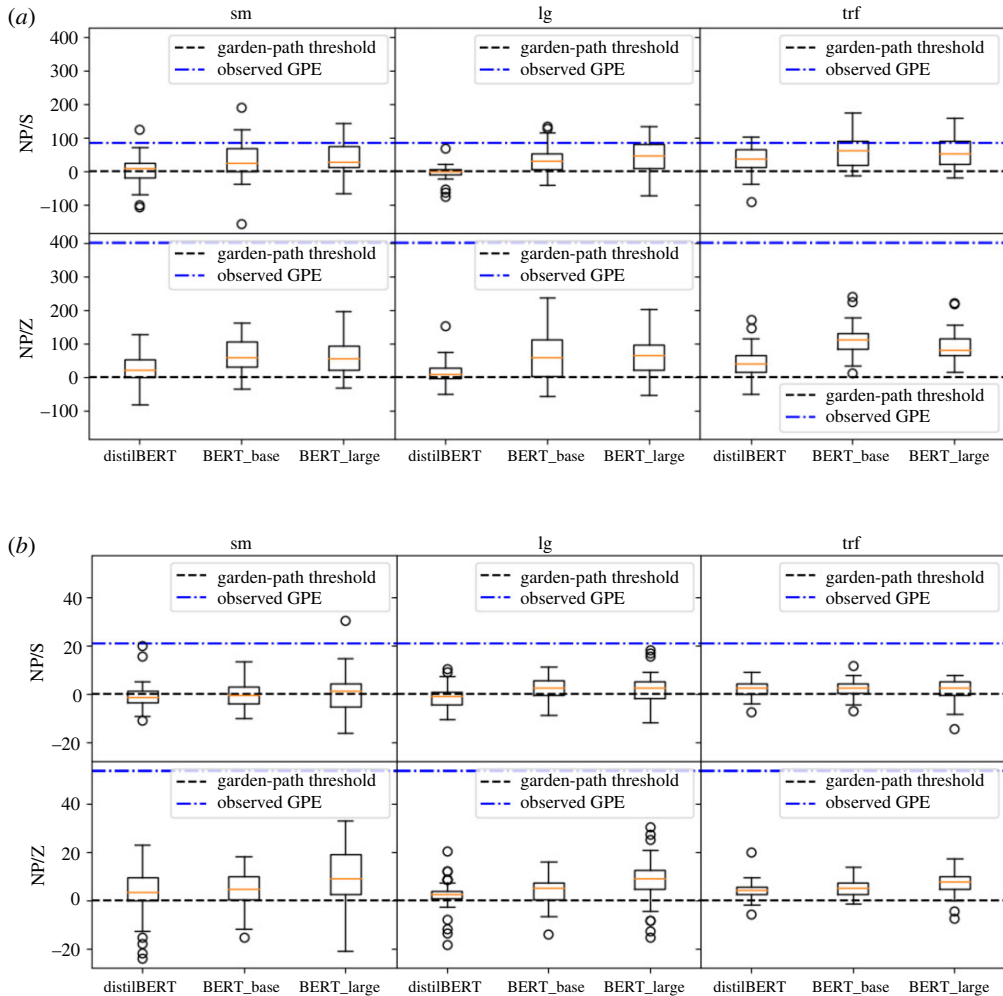 (a)
sm lg trf
400 garden-path threshold garden-path threshold garden-path threshold
300 observed GPE observed GPE observed GPE
200
NP/S
100
0
–100
400 garden-path threshold garden-path threshold
300 observed GPE observed GPE
200
NP/Z
100
0 garden-path threshold
–100 observed GPE
distilBERT BERT_base BERT_large distilBERT BERT_base BERT_large distilBERT BERT_base BERT_large
(b)
sm lg trf
garden-path threshold garden-path threshold garden-path threshold
40 observed GPE observed GPE observed GPE
20
NP/S
0
–20
garden-path threshold garden-path threshold garden-path threshold
40 observed GPE observed GPE observed GPE
20
NP/Z
0
–20
distilBERT BERT_base BERT_large distilBERT BERT_base BERT_large distilBERT BERT_base BERT_large